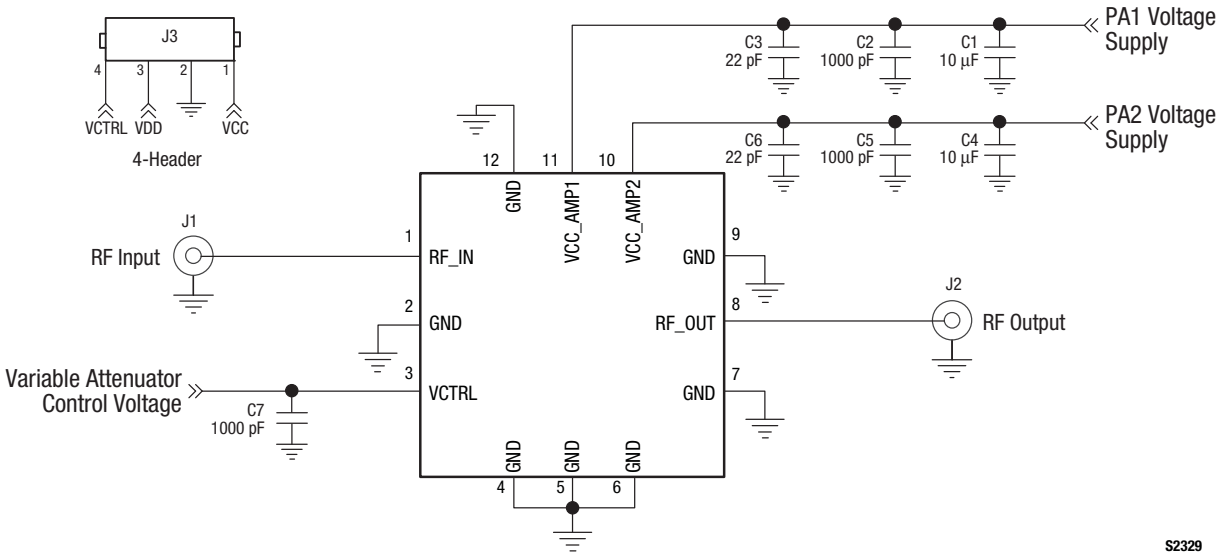 J3
4 3 2 1
VCTRL VDD VCC
4-Header
PA1 Voltage
Supply
C3
22 pF
C2
1000 pF
C1
10 μF
PA2 Voltage
Supply
C6
22 pF
C5
1000 pF
C4
10 μF
12 11 10
GND
VCC_AMP1
VCC_AMP2
J1
RF Input
1
RF_IN
9
GND
2
GND
8
RF_OUT
J2
RF Output
Variable Attenuator
Control Voltage
3
VCTRL
7
GND
C7
1000 pF
GND GND GND
4 5 6
S2329